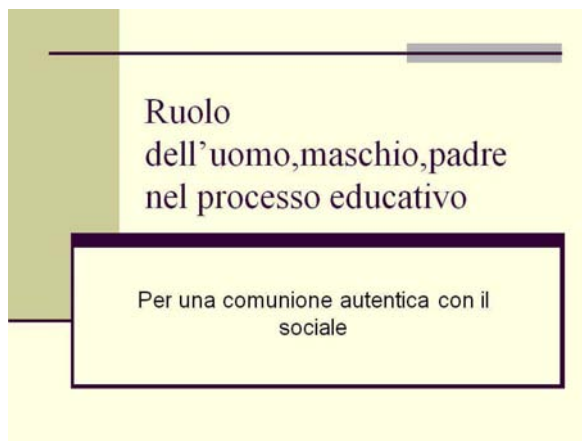 Ruolo
dell’uomo,maschio,padre
nel processo educativo
Per una comunione autentica con il
sociale